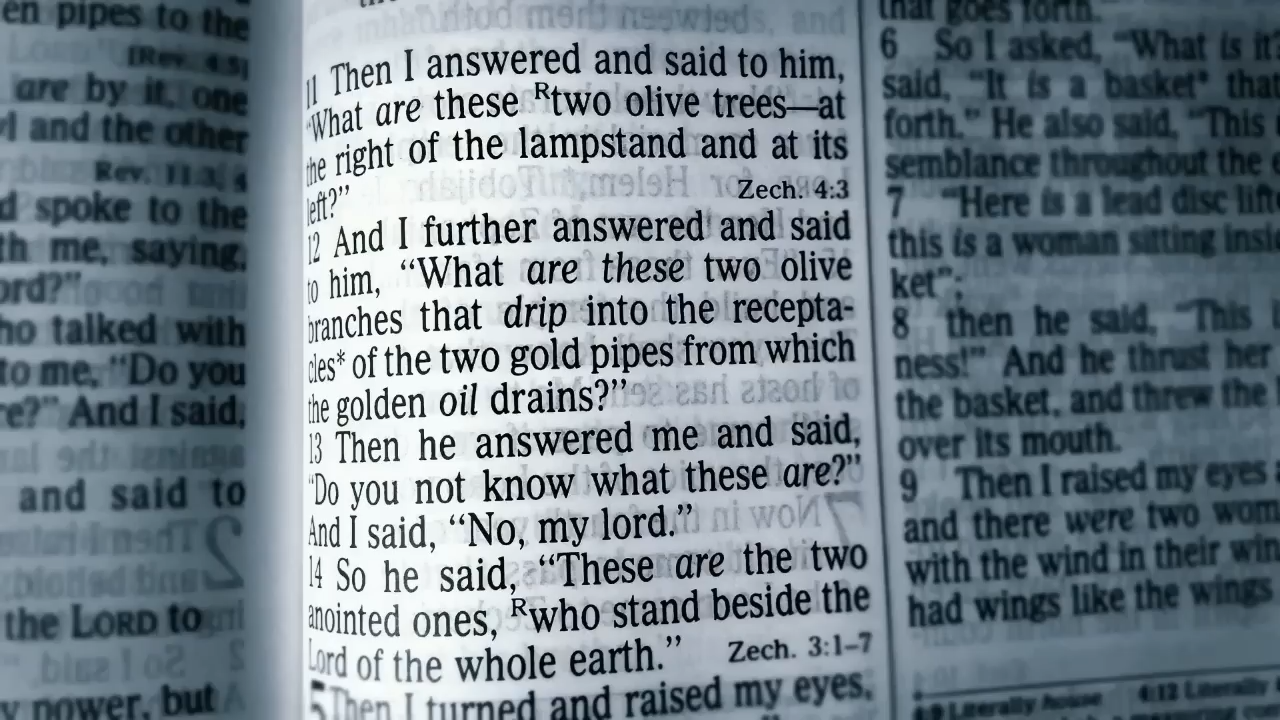 en pipes to the
[Rev. 4:5]
are by it, one
l and the other
Rev. 11:3, 4
d spoke to the
th me, saying,
ord?"
ho talked with
to me, "Do you
re?" And I said,
and said to
the LORD to
y power, but
11 Then I answered and said to him,
"What are these Rtwo olive trees—at
the right of the lampstand and at its
left?" Zech. 4:3
12 And I further answered and said
to him, "What are these two olive
branches that drip into the recepta-
cles* of the two gold pipes from which
the golden oil drains?"
13 Then he answered me and said,
"Do you not know what these are?"
And I said, "No, my lord."
14 So he said, "These are the two
anointed ones, Rwho stand beside the
Lord of the whole earth." Zech. 3:1–7
5 Then I turned and raised my eyes,
that goes forth."
6 So I asked, "What is it?
said, "It is a basket* that
forth." He also said, "This
semblance throughout the e
7 "Here is a lead disc lifte
this is a woman sitting insid
ket";
8 then he said, "This i
ness!" And he thrust her
the basket, and threw the l
over its mouth.
9 Then I raised my eyes a
and there were two wom
with the wind in their win
had wings like the wings
4:9 Literally house 4:12 Literally